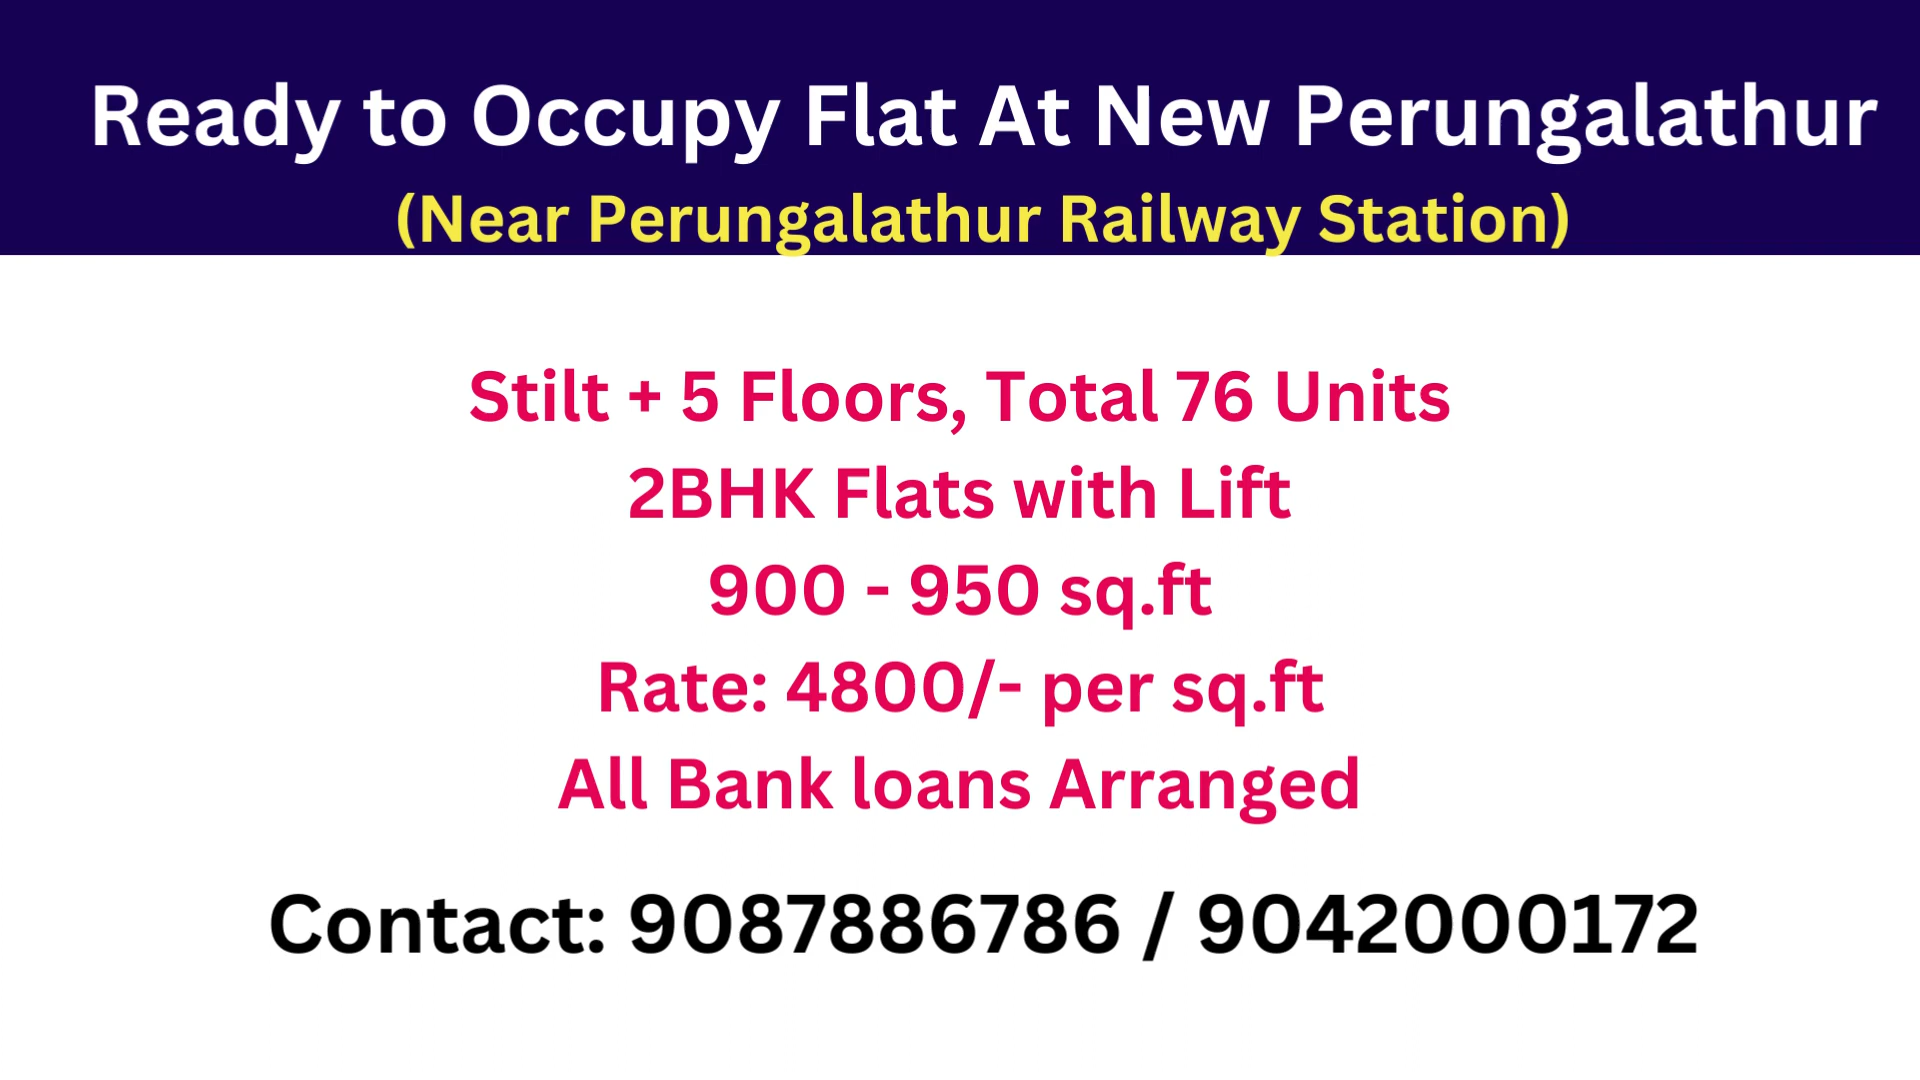 Ready to Occupy Flat At New Perungalathur
(Near Perungalathur Railway Station)
Stilt + 5 Floors, Total 76 Units
2BHK Flats with Lift
900 - 950 sq.ft
Rate: 4800/- per sq.ft
All Bank loans Arranged
Contact: 9087886786 / 9042000172